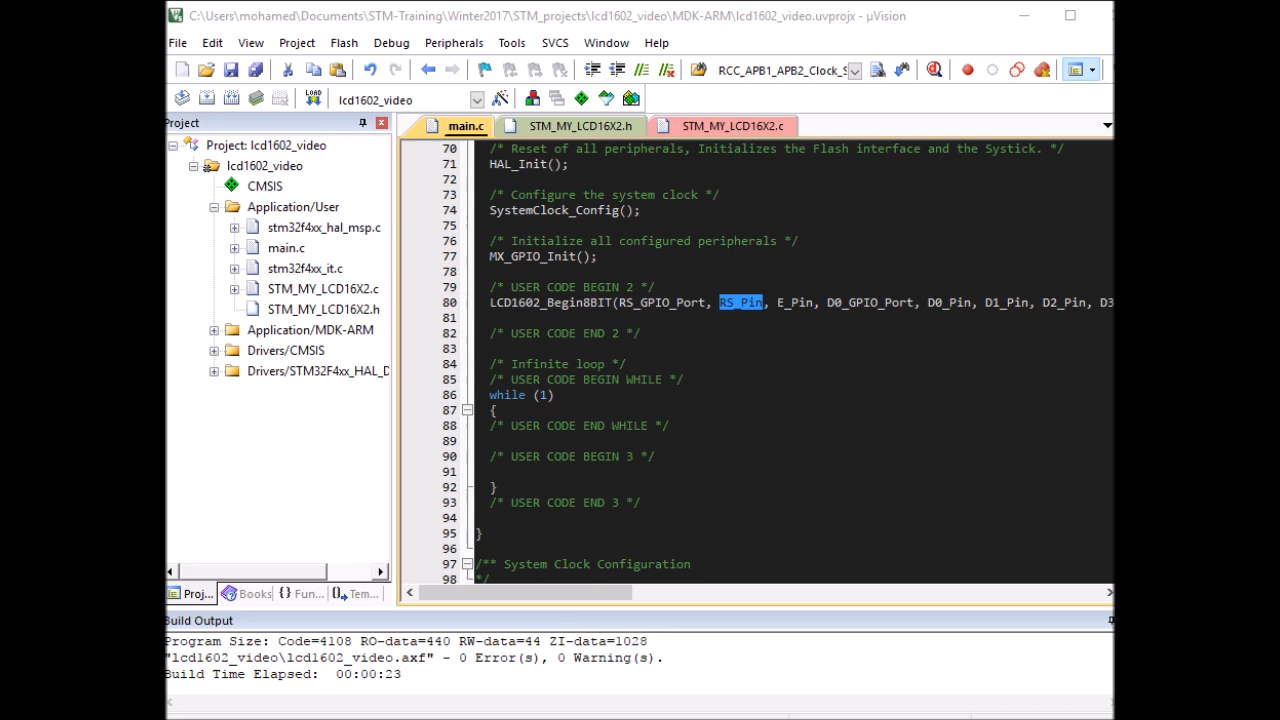 C:\Users\mohamed\Documents\STM-Training\Winter2017\STM_projects\lcd1602_video\MDK-ARM\lcd1602_video.uvprojx - µVision
File Edit View Project Flash Debug Peripherals Tools SVCS Window Help
RCC_APB1_APB2_Clock_S
LOAD lcd1602_video
Project
main.c STM_MY_LCD16X2.h STM_MY_LCD16X2.c
Project: lcd1602_video
lcd1602_video
CMSIS
Application/User
stm32f4xx_hal_msp.c
main.c
stm32f4xx_it.c
STM_MY_LCD16X2.c
STM_MY_LCD16X2.h
Application/MDK-ARM
Drivers/CMSIS
Drivers/STM32F4xx_HAL_D
70 /* Reset of all peripherals, Initializes the Flash interface and the Systick. */
71 HAL_Init();
72
73 /* Configure the system clock */
74 SystemClock_Config();
75
76 /* Initialize all configured peripherals */
77 MX_GPIO_Init();
78
79 /* USER CODE BEGIN 2 */
80 LCD1602_Begin8BIT(RS_GPIO_Port, RS_Pin, E_Pin, D0_GPIO_Port, D0_Pin, D1_Pin, D2_Pin, D3
81
82 /* USER CODE END 2 */
83
84 /* Infinite loop */
85 /* USER CODE BEGIN WHILE */
86 while (1)
87 {
88 /* USER CODE END WHILE */
89
90 /* USER CODE BEGIN 3 */
91
92 }
93 /* USER CODE END 3 */
94
95 }
96
97 /** System Clock Configuration
98 */
Proj... Books {} Fun... Tem...
Build Output
Program Size: Code=4108 RO-data=440 RW-data=44 ZI-data=1028
"lcd1602_video\lcd1602_video.axf" - 0 Error(s), 0 Warning(s).
Build Time Elapsed: 00:00:23